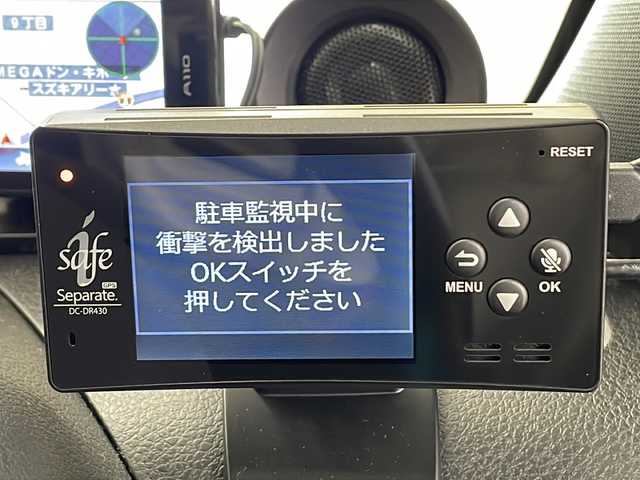 9丁目
MEGAドン・キホ
スズキアリー
A110
RESET
i safe
GPS
Separate.
DC-DR430
駐車監視中に
衝撃を検出しました
OKスイッチを
押してください
MENU
OK